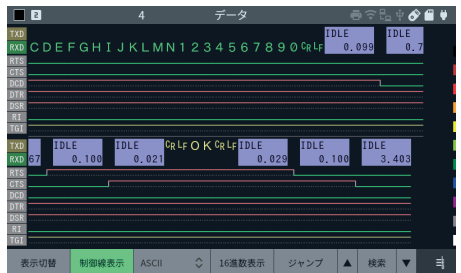 2 4 データ
TXD IDLE IDLE
RXD CDEFGHIJKLMN1234567890CRLF 0.099 0.7
RTS
CTS
DCD
DTR
DSR
RI
TGI
TXD IDLE IDLE CRLFOKCRLF IDLE IDLE IDLE
RXD 67 0.100 0.021 0.029 0.100 3.403
RTS
CTS
DCD
DTR
DSR
RI
TGI
表示切替 制御線表示 ASCII 16進数表示 ジャンプ ▲ 検索 ▼